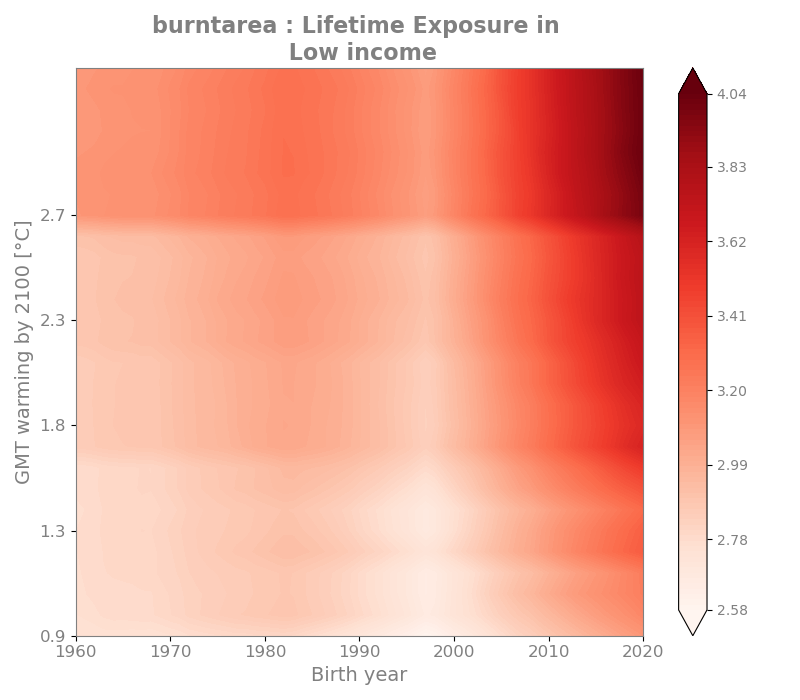 burntarea : Lifetime Exposure in
Low income
4.04
3.83
3.62
3.41
3.20
2.99
2.78
2.58
GMT warming by 2100 [°C]
2.7
2.3
1.8
1.3
0.9
1960 1970 1980 1990 2000 2010 2020
Birth year